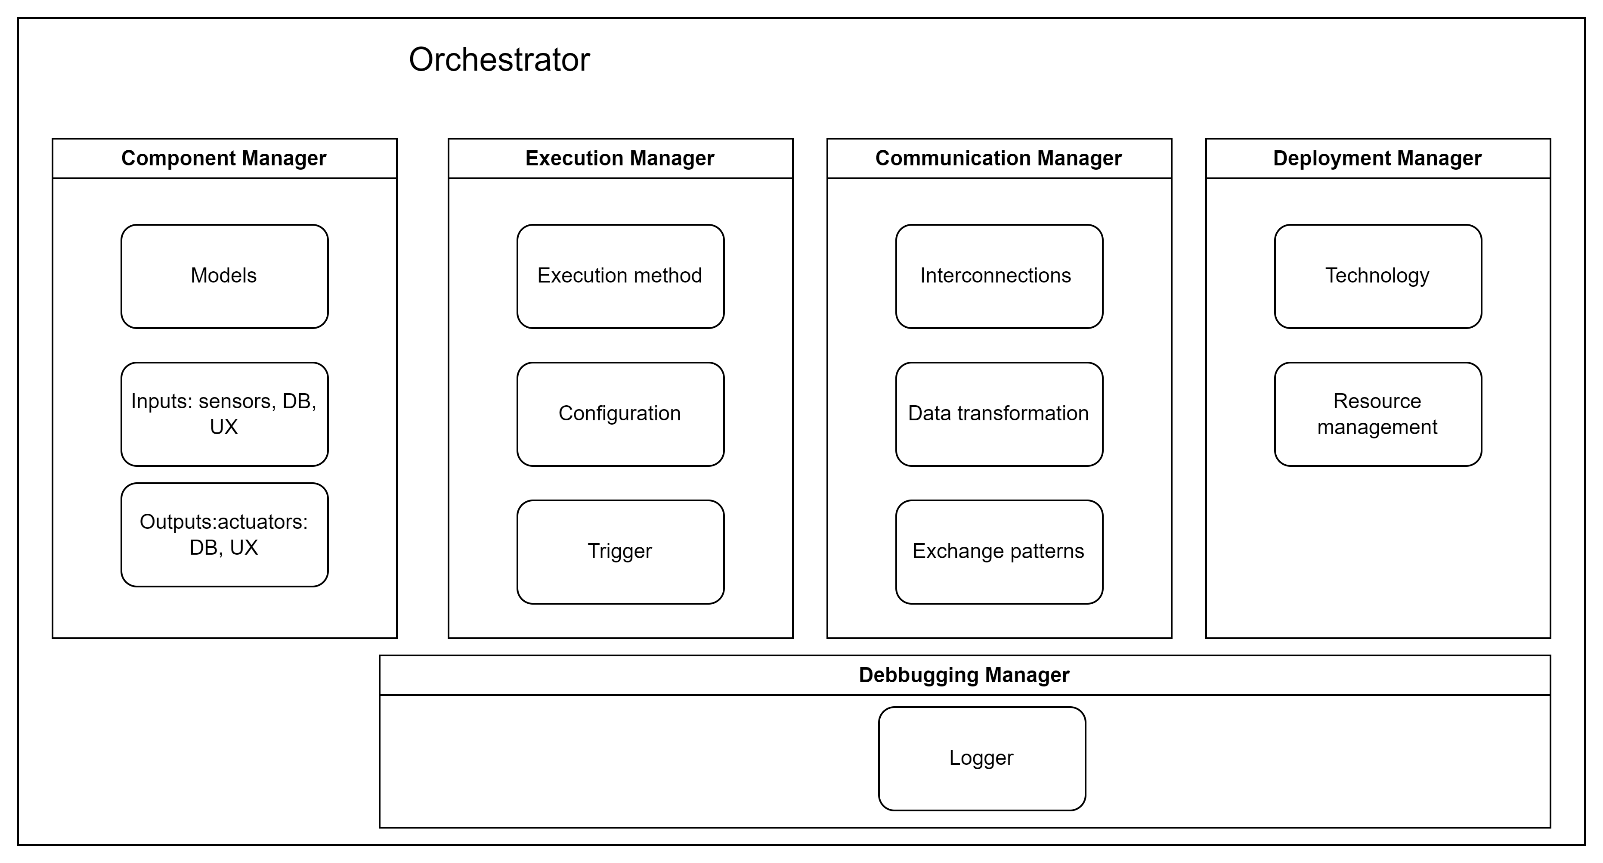 Orchestrator
Component Manager
Models
Inputs: sensors, DB,
UX
Outputs:actuators:
DB, UX
Execution Manager
Execution method
Configuration
Trigger
Communication Manager
Interconnections
Data transformation
Exchange patterns
Deployment Manager
Technology
Resource
management
Debbugging Manager
Logger